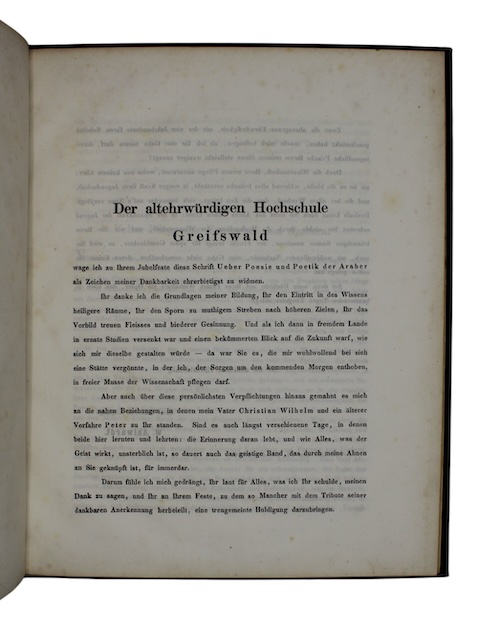 Der altehrwürdigen Hochschule
Greifswald
wage ich zu Ihrem Jubelfeste diese Schrift Ueber Poesie und Poetik der Araber
als Zeichen meiner Dankbarkeit ehrerbietigst zu widmen.
Ihr danke ich die Grundlagen meiner Bildung, Ihr den Eintritt in des Wissens
heiligere Räume, Ihr den Sporn zu muthigem Streben nach höheren Zielen, Ihr das
Vorbild treuen Fleisses und biederer Gesinnung. Und als ich dann in fremdem Lande
in ernste Studien versenkt war und einen bekümmerten Blick auf die Zukunft warf, wie
sich mir dieselbe gestalten würde — da war Sie es, die mir wohlwollend bei sich
eine Stätte vergönnte, in der ich, der Sorgen um den kommenden Morgen enthoben,
in freier Musse der Wissenschaft pflegen darf.
Aber auch über diese persönlichsten Verpflichtungen hinaus gemahnt es mich
an die nahen Beziehungen, in denen mein Vater Christian Wilhelm und ein älterer
Vorfahre Peter zu Ihr standen. Sind es auch längst verschienene Tage, in denen
beide hier lernten und lehrten: die Erinnerung daran lebt, und wie Alles, was der
Geist wirkt, unsterblich ist, so dauert auch das geistige Band, das durch meine Ahnen
an Sie geknüpft ist, für immerdar.
Darum fühle ich mich gedrängt, Ihr laut für Alles, was ich Ihr schulde, meinen
Dank zu sagen, und Ihr an Ihrem Feste, zu dem so Mancher mit dem Tribute seiner
dankbaren Anerkennung herbeieilt, eine treugemeinte Huldigung darzubringen.